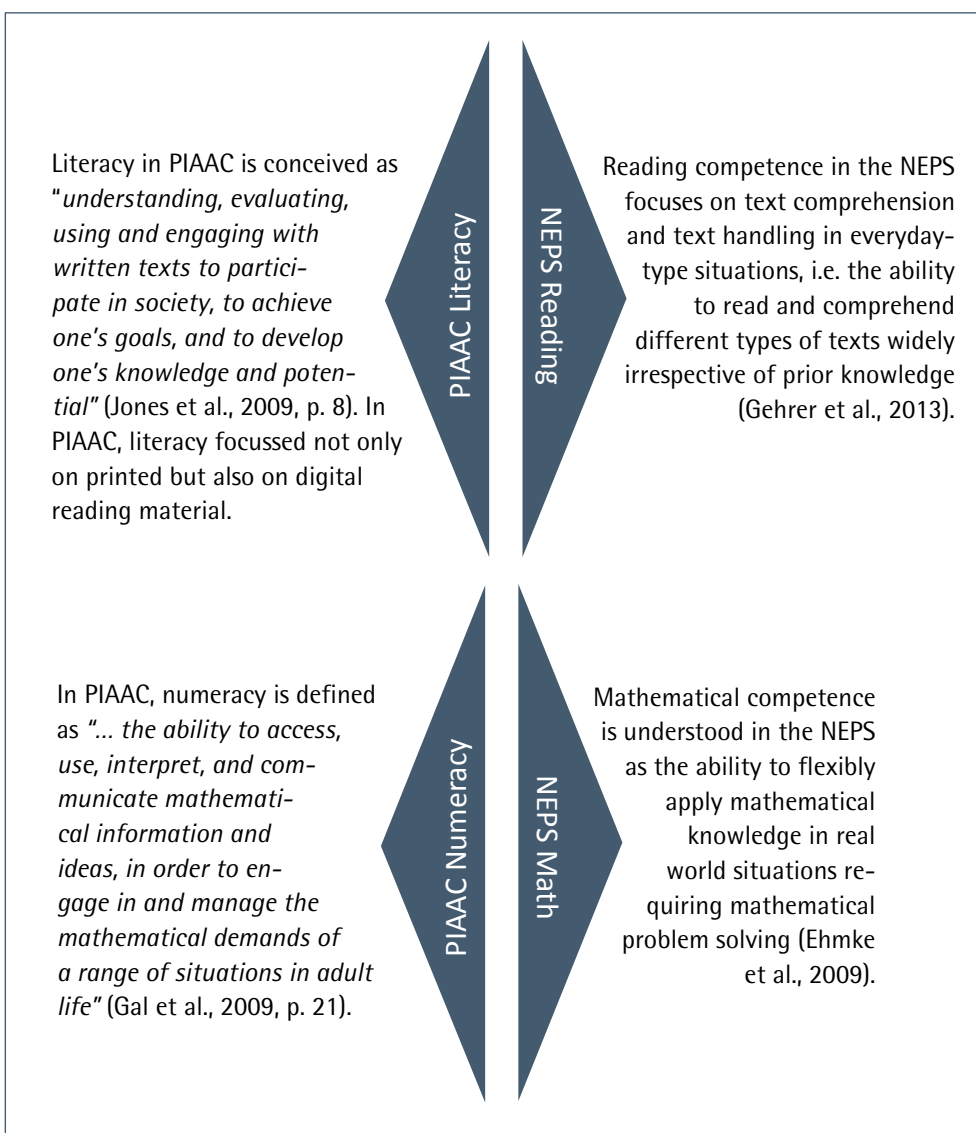 Literacy in PIAAC is conceived as
"understanding, evaluating,
using and engaging with
written texts to partici-
pate in society, to achieve
one's goals, and to develop
one's knowledge and poten-
tial" (Jones et al., 2009, p. 8). In
PIAAC, literacy focussed not only
on printed but also on digital
reading material.
PIAAC Literacy
NEPS Reading
Reading competence in the NEPS
focuses on text comprehension
and text handling in everyday-
type situations, i.e. the ability
to read and comprehend
different types of texts widely
irrespective of prior knowledge
(Gehrer et al., 2013).
In PIAAC, numeracy is defined
as "... the ability to access,
use, interpret, and com-
municate mathemati-
cal information and
ideas, in order to en-
gage in and manage the
mathematical demands of
a range of situations in adult
life" (Gal et al., 2009, p. 21).
PIAAC Numeracy
NEPS Math
Mathematical competence
is understood in the NEPS
as the ability to flexibly
apply mathematical
knowledge in real
world situations re-
quiring mathematical
problem solving (Ehmke
et al., 2009).